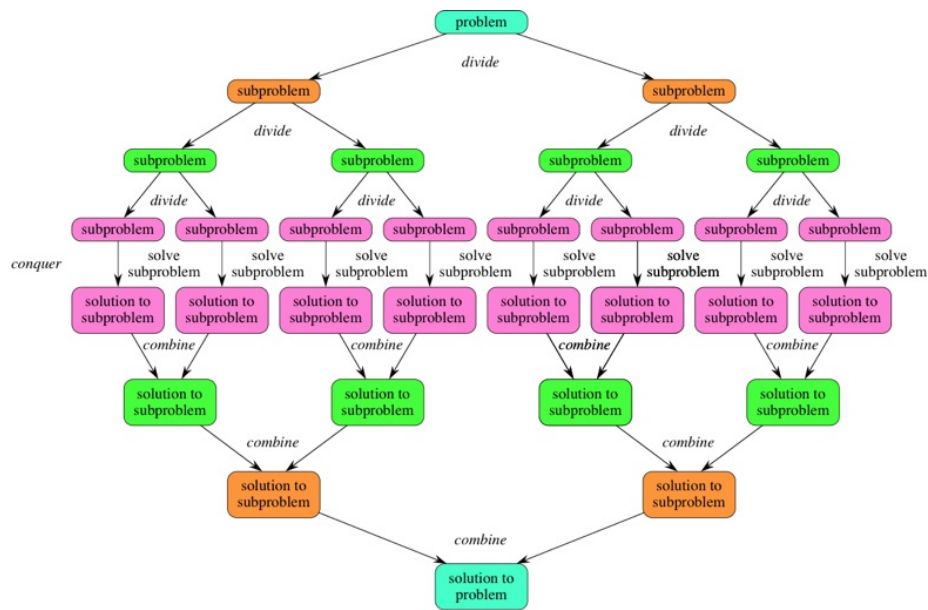 problem
divide
subproblem subproblem
divide divide
subproblem subproblem subproblem subproblem
divide divide divide divide
subproblem subproblem subproblem subproblem subproblem subproblem subproblem subproblem
conquer
solve solve solve solve solve solve solve solve
subproblem subproblem subproblem subproblem subproblem subproblem subproblem subproblem
solution to solution to solution to solution to solution to solution to solution to solution to
subproblem subproblem subproblem subproblem subproblem subproblem subproblem subproblem
combine combine combine combine
solution to solution to solution to solution to
subproblem subproblem subproblem subproblem
combine combine
solution to solution to
subproblem subproblem
combine
solution to
problem